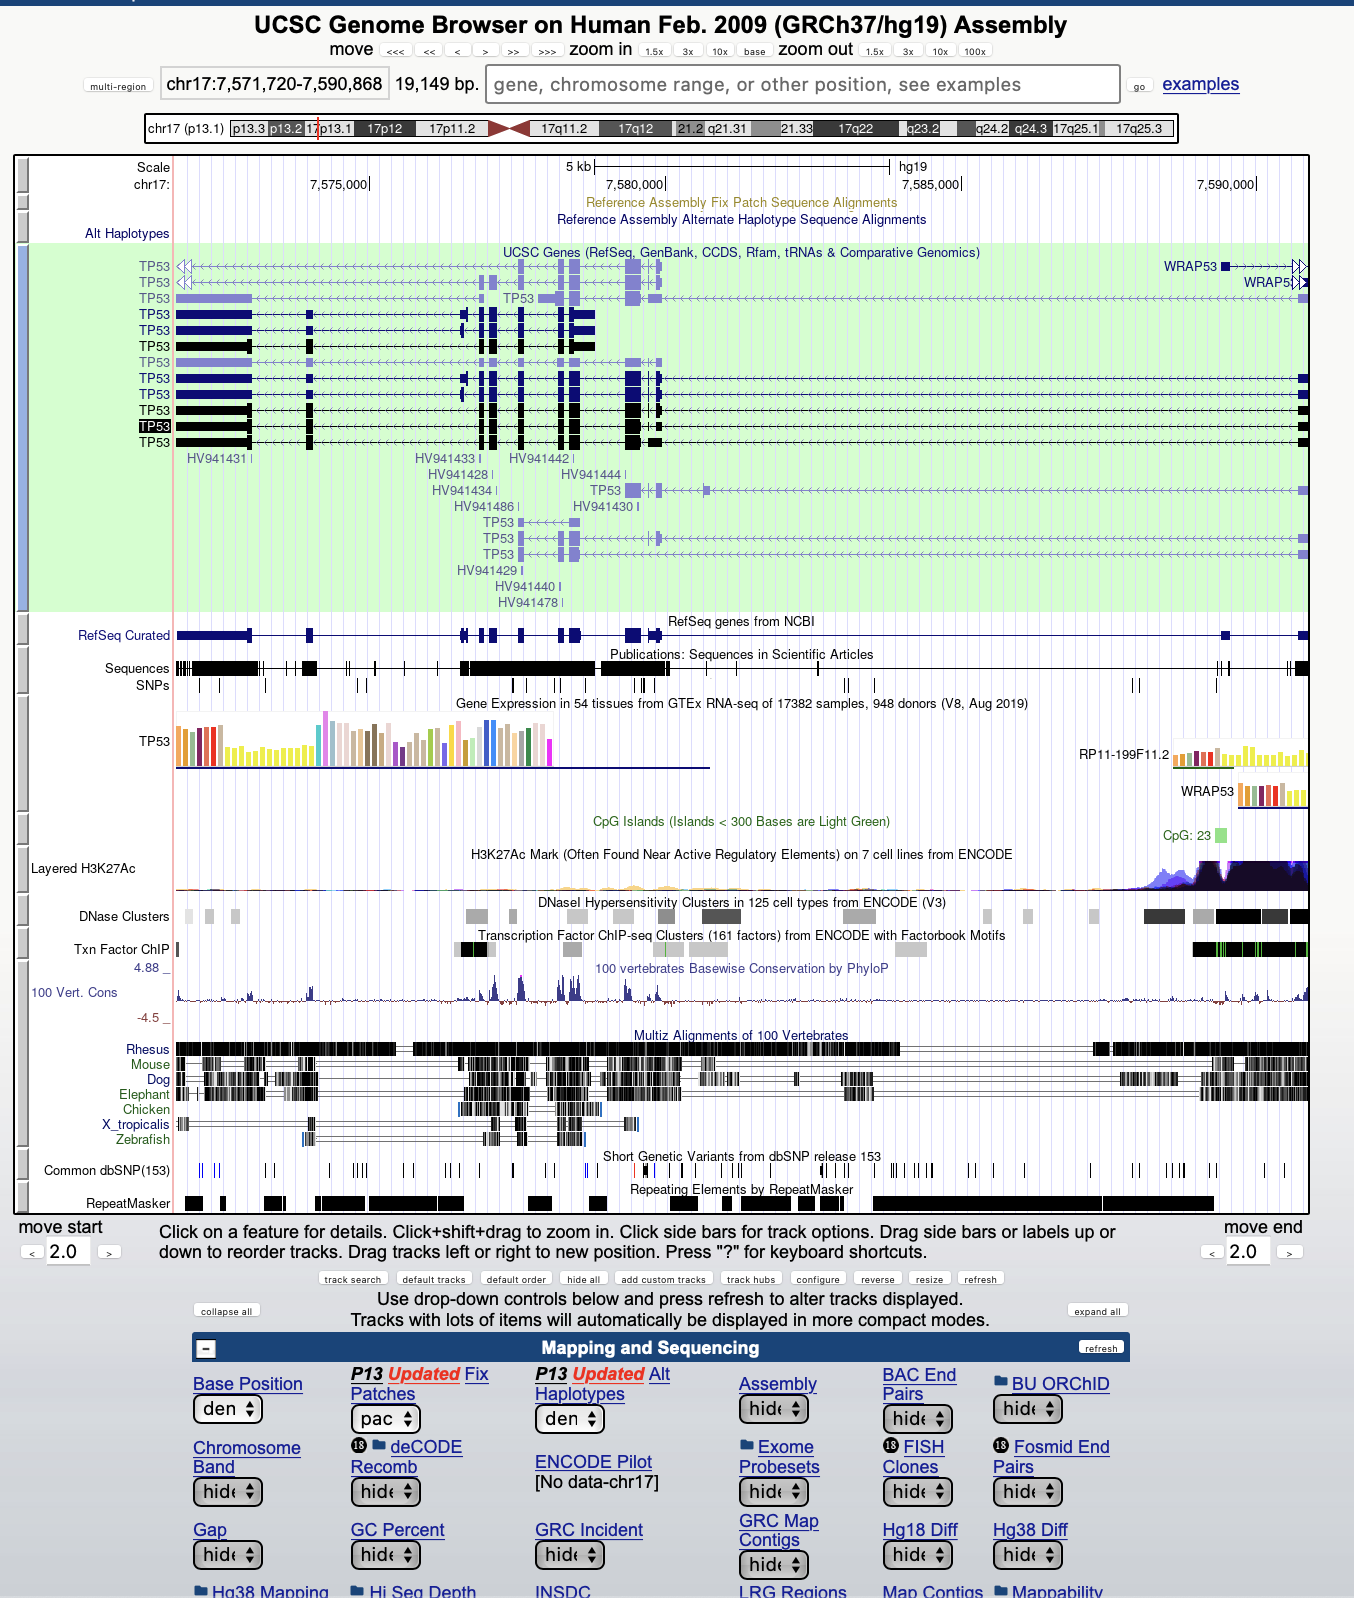 UCSC Genome Browser on Human Feb. 2009 (GRCh37/hg19) Assembly
move <<< << < > >> >>> zoom in 1.5x 3x 10x base zoom out 1.5x 3x 10x 100x
multi-region chr17:7,571,720-7,590,868 19,149 bp. gene, chromosome range, or other position, see examples go examples
chr17 (p13.1) p13.3 p13.2 17p13.1 17p12 17p11.2 17q11.2 17q12 21.2 q21.31 21.33 17q22 q23.2 q24.2 q24.3 17q25.1 17q25.3
Scale 5 kb hg19
chr17: 7,575,000 7,580,000 7,585,000 7,590,000
Reference Assembly Fix Patch Sequence Alignments
Reference Assembly Alternate Haplotype Sequence Alignments
Alt Haplotypes
UCSC Genes (RefSeq, GenBank, CCDS, Rfam, tRNAs & Comparative Genomics)
TP53 WRAP53
TP53 WRAP53
TP53 TP53
TP53
TP53
TP53
TP53
TP53
TP53
TP53
TP53
TP53
HV941431 HV941433 HV941442
HV941428 HV941444
HV941434 TP53
HV941486 HV941430
TP53
TP53
TP53
HV941429
HV941440
HV941478
RefSeq genes from NCBI
RefSeq Curated
Publications: Sequences in Scientific Articles
Sequences
SNPs
Gene Expression in 54 tissues from GTEx RNA-seq of 17382 samples, 948 donors (V8, Aug 2019)
TP53
RP11-199F11.2
WRAP53
CpG Islands (Islands < 300 Bases are Light Green)
CpG: 23
H3K27Ac Mark (Often Found Near Active Regulatory Elements) on 7 cell lines from ENCODE
Layered H3K27Ac
DNaseI Hypersensitivity Clusters in 125 cell types from ENCODE (V3)
DNase Clusters
Transcription Factor ChIP-seq Clusters (161 factors) from ENCODE with Factorbook Motifs
Txn Factor ChIP
4.88 _ 100 vertebrates Basewise Conservation by PhyloP
100 Vert. Cons
-4.5 _
Multiz Alignments of 100 Vertebrates
Rhesus
Mouse
Dog
Elephant
Chicken
X_tropicalis
Zebrafish
Short Genetic Variants from dbSNP release 153
Common dbSNP(153)
Repeating Elements by RepeatMasker
RepeatMasker
move start Click on a feature for details. Click+shift+drag to zoom in. Click side bars for track options. Drag side bars or labels up or move end
< 2.0 > down to reorder tracks. Drag tracks left or right to new position. Press "?" for keyboard shortcuts. < 2.0 >
track search default tracks default order hide all add custom tracks track hubs configure reverse resize refresh
collapse all Use drop-down controls below and press refresh to alter tracks displayed. expand all
Tracks with lots of items will automatically be displayed in more compact modes.
- Mapping and Sequencing refresh
Base Position P13 Updated Fix Patches P13 Updated Alt Haplotypes Assembly BAC End Pairs BU ORChID
den pac den hide hide hide
Chromosome Band 18 deCODE Recomb ENCODE Pilot Exome Probesets 18 FISH Clones 18 Fosmid End Pairs
hide hide [No data-chr17] hide hide hide
Gap GC Percent GRC Incident GRC Map Contigs Hg18 Diff Hg38 Diff
hide hide hide hide hide hide
Hg38 Mapping Hi Seq Depth INSDC LRG Regions Map Contigs Mappability